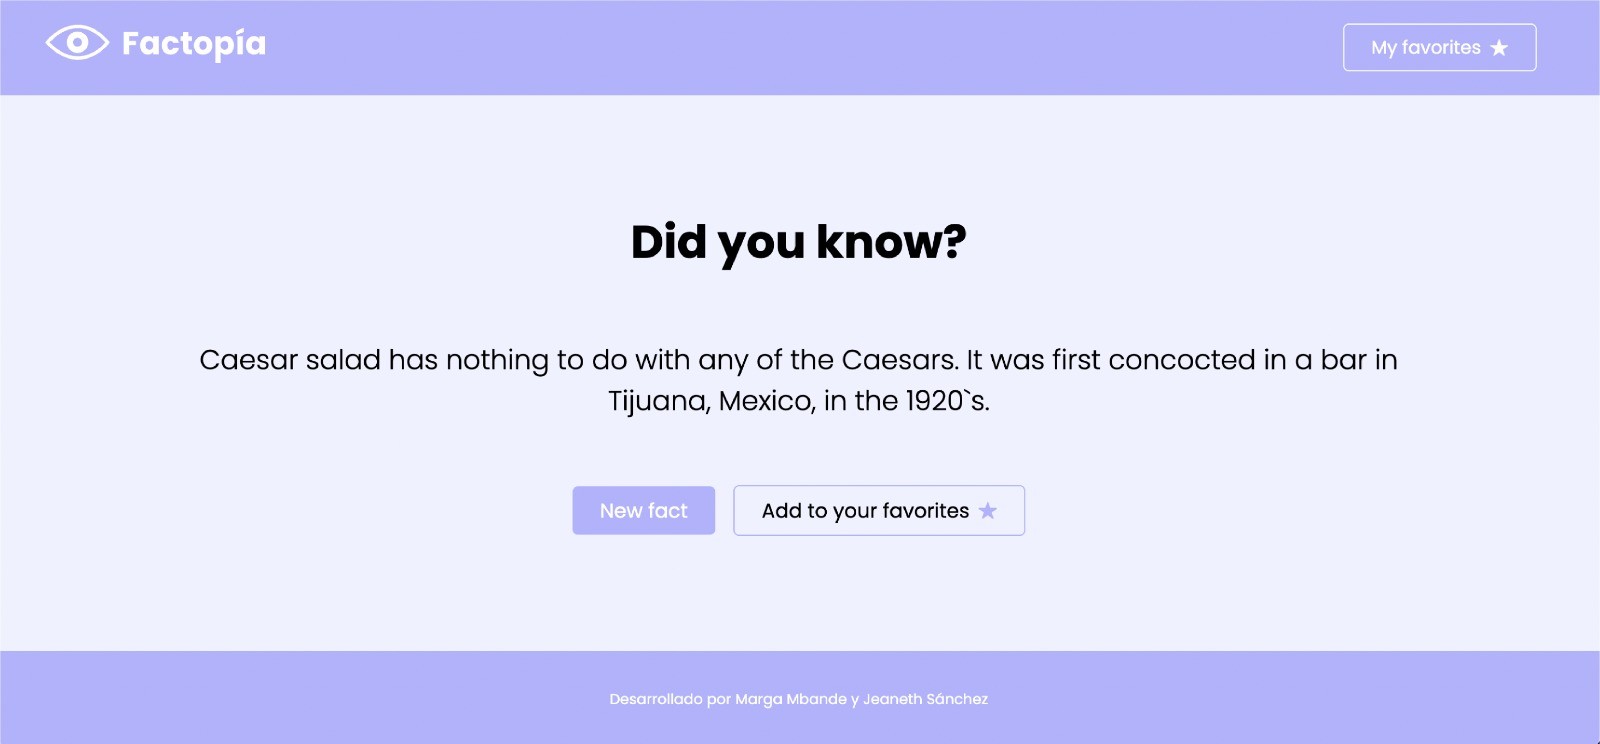 Factopía
My favorites ★
Did you know?
Caesar salad has nothing to do with any of the Caesars. It was first concocted in a bar in
Tijuana, Mexico, in the 1920`s.
New fact
Add to your favorites ★
Desarrollado por Marga Mbande y Jeaneth Sánchez